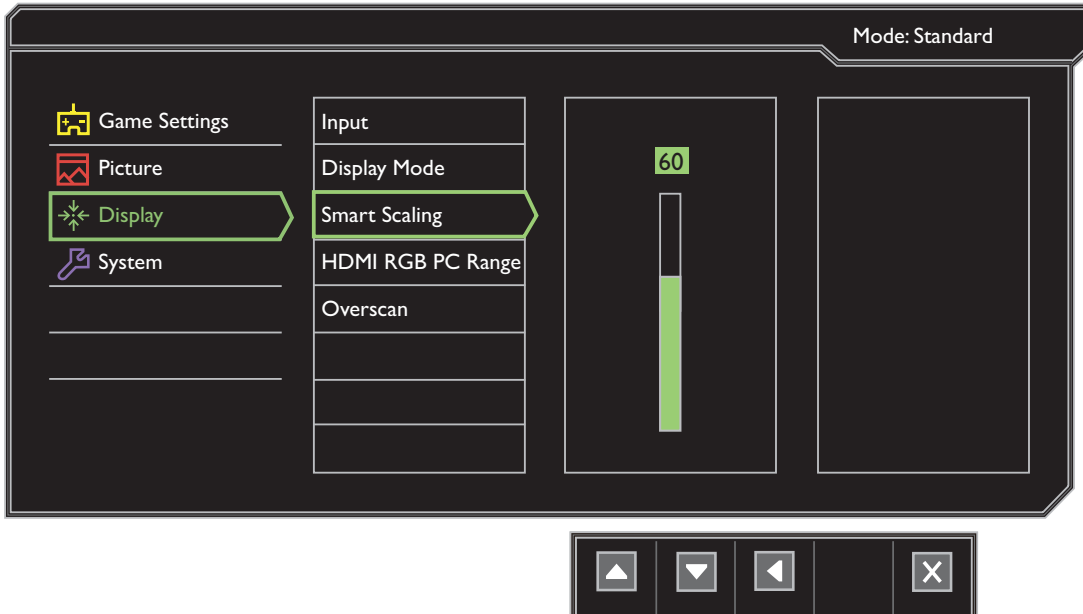 Mode: Standard
Game Settings
Picture
Display
System
Input
Display Mode
Smart Scaling
HDMI RGB PC Range
Overscan
60
X